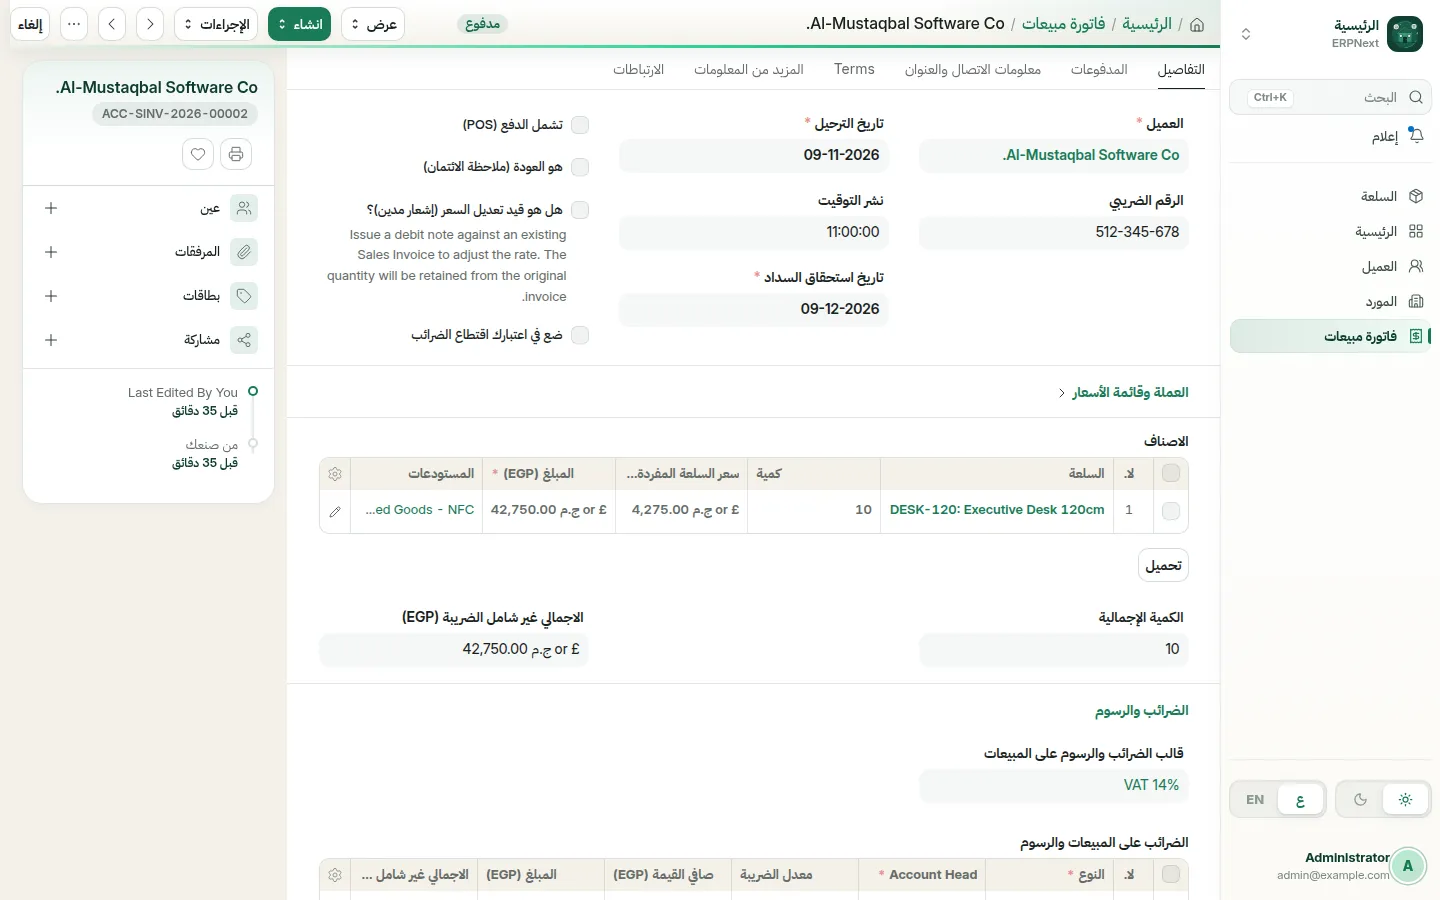 الرئيسية
ERPNext
البحث
Ctrl+K
إعلام
السلعة
الرئيسية
العميل
المورد
فاتورة مبيعات
ع
EN
Administrator
admin@example.com
A
الرئيسية / فاتورة مبيعات / Al-Mustaqbal Software Co.
مدفوع
عرض
انشاء
الإجراءات
إلغاء
التفاصيل
المدفوعات
معلومات الاتصال والعنوان
Terms
المزيد من المعلومات
الارتباطات
العميل *
Al-Mustaqbal Software Co.
الرقم الضريبي
512-345-678
تاريخ الترحيل *
09-11-2026
نشر التوقيت
11:00:00
تاريخ استحقاق السداد *
09-12-2026
تشمل الدفع (POS)
هو العودة (ملاحظة الائتمان)
هل هو قيد تعديل السعر (إشعار مدين)؟
Issue a debit note against an existing
Sales Invoice to adjust the rate. The
quantity will be retained from the original
invoice.
ضع في اعتبارك اقتطاع الضرائب
العملة وقائمة الأسعار
الاصناف
لا.
السلعة
كمية
سعر السلعة المفردة...
المبلغ (EGP) *
المستودعات
1
DESK-120: Executive Desk 120cm
10
£ or ج.م 4,275.00
£ or ج.م 42,750.00
ed Goods - NFC...
تحميل
الكمية الإجمالية
10
الاجمالي غير شامل الضريبة (EGP)
£ or ج.م 42,750.00
الضرائب والرسوم
قالب الضرائب والرسوم على المبيعات
VAT 14%
الضرائب على المبيعات والرسوم
لا.
النوع *
Account Head *
معدل الضريبة
صافي القيمة (EGP)
المبلغ (EGP)
الاجمالي غير شامل ...
Al-Mustaqbal Software Co.
ACC-SINV-2026-00002
عين
المرفقات
بطاقات
مشاركة
Last Edited By You
قبل 35 دقائق
من صنعك
قبل 35 دقائق